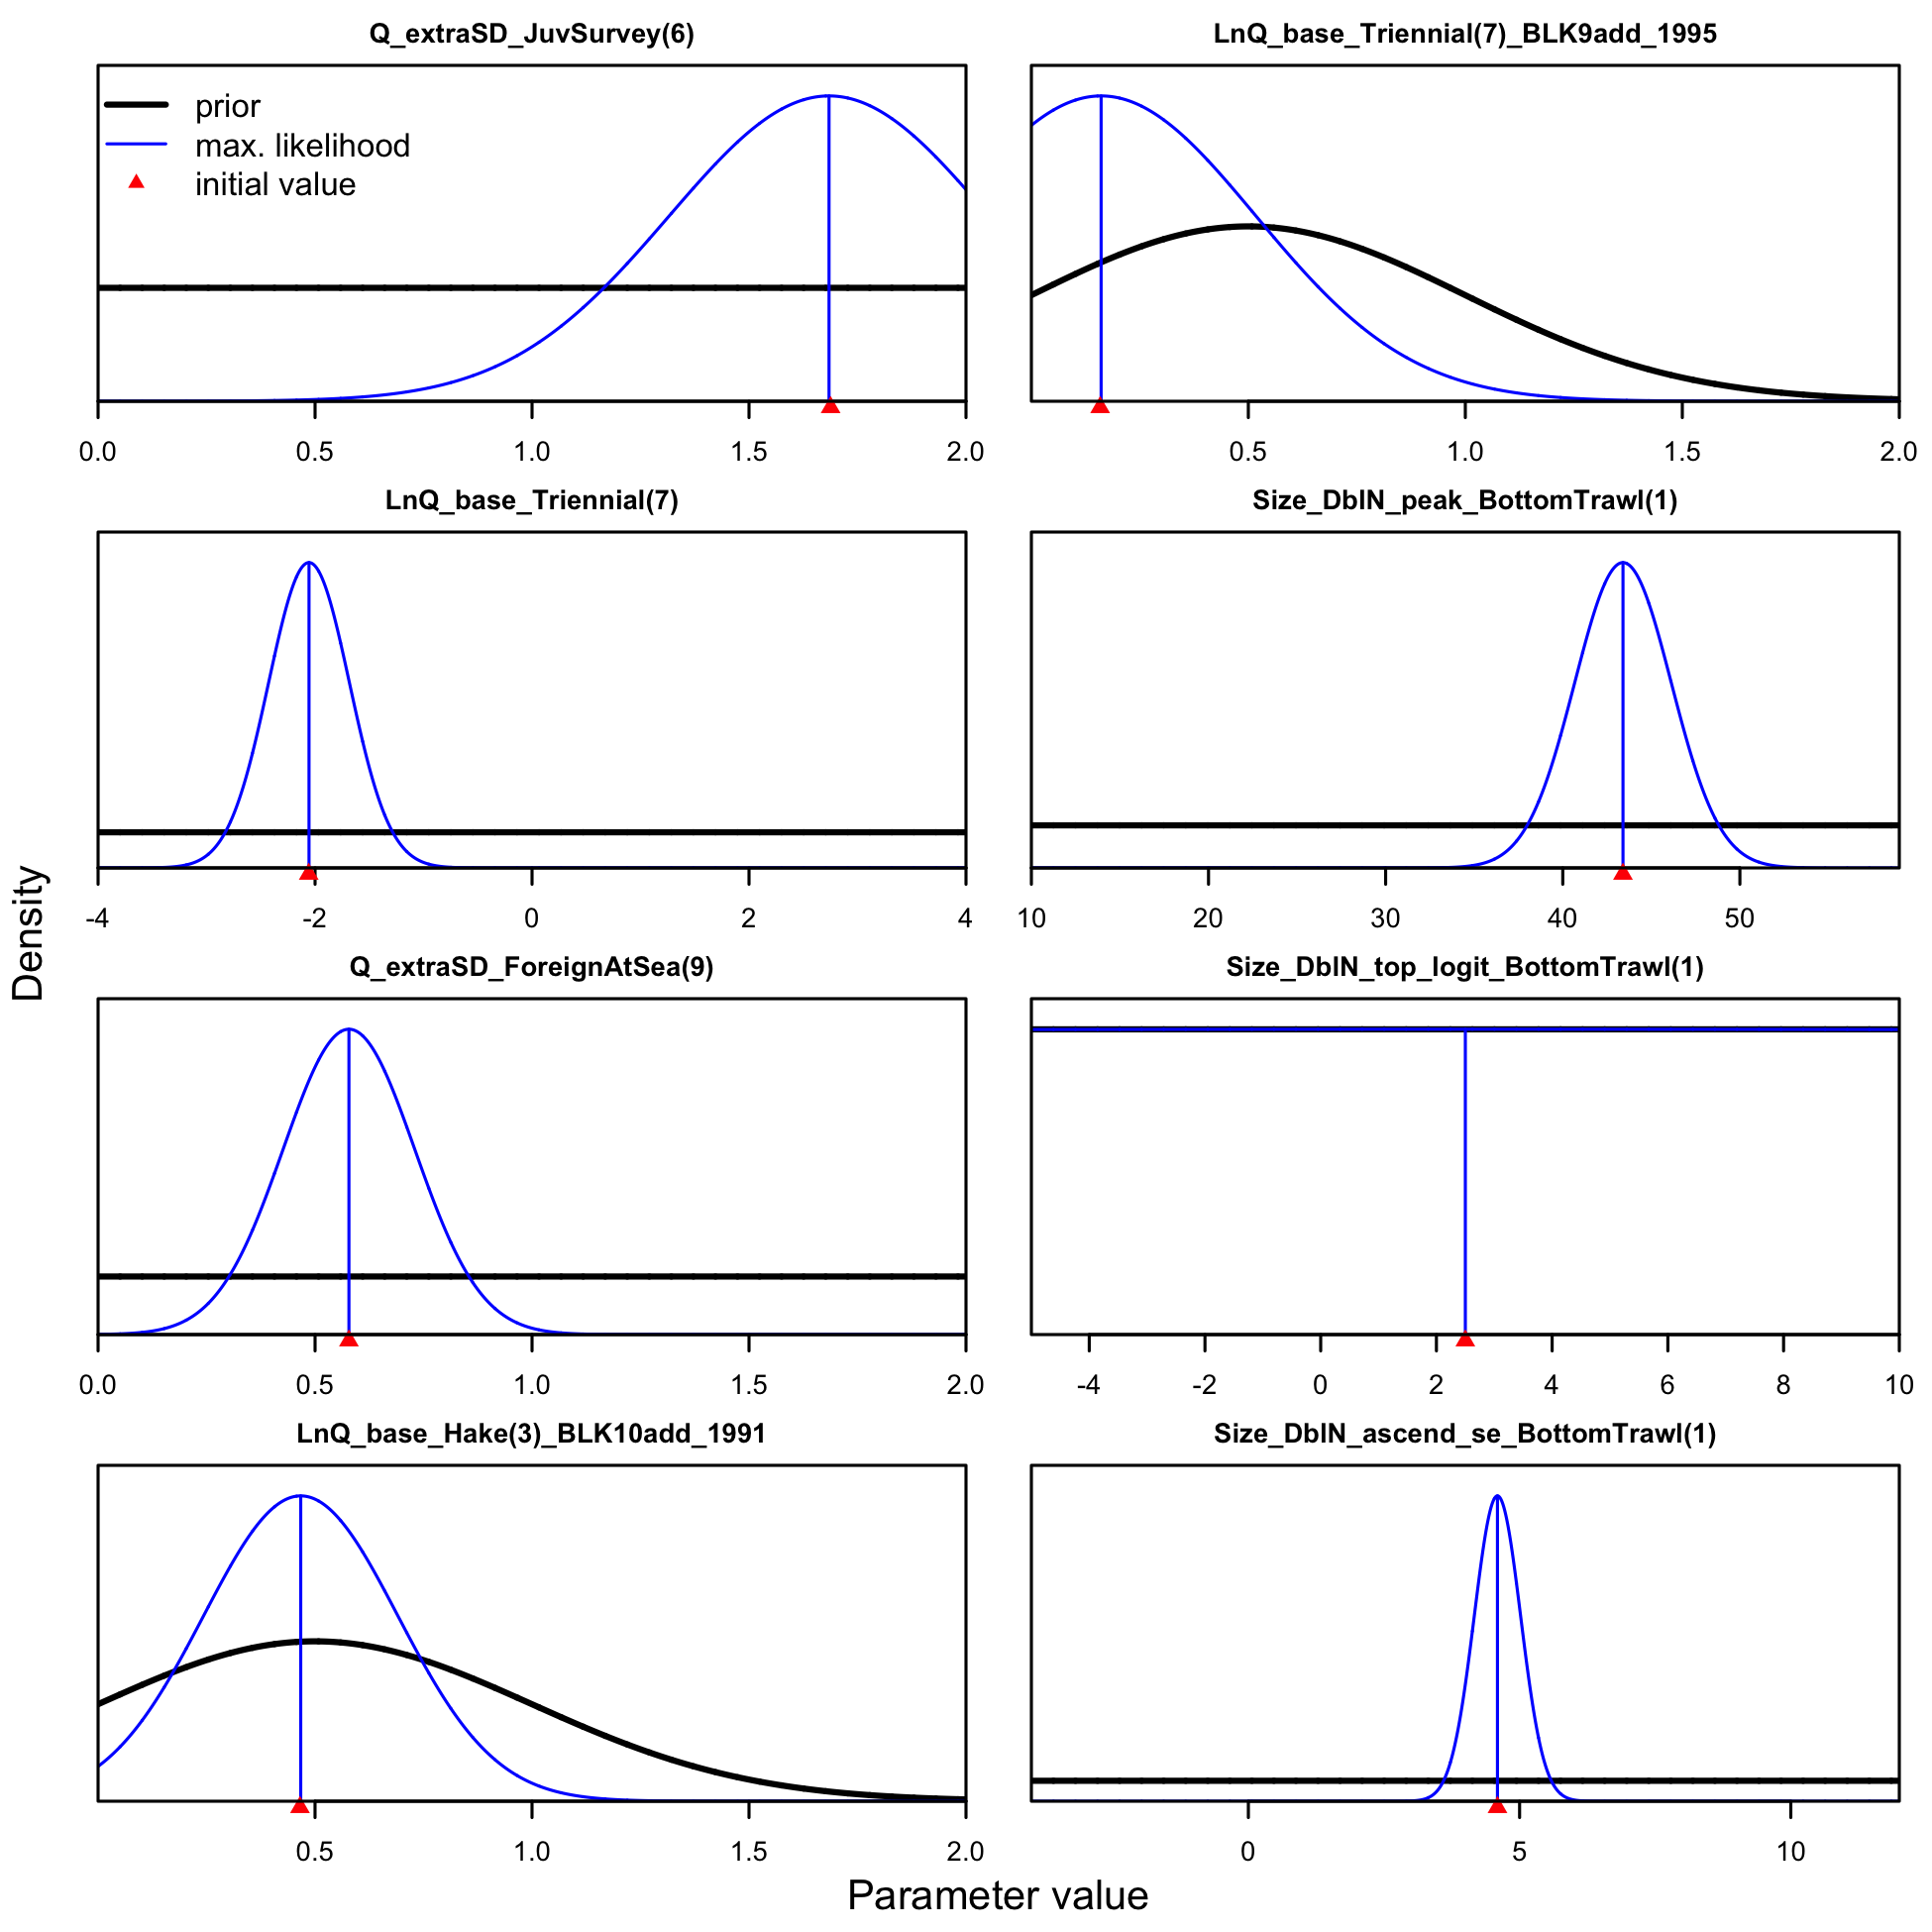 Q_extraSD_JuvSurvey(6)
prior
max. likelihood
initial value
0.0 0.5 1.0 1.5 2.0
LnQ_base_Triennial(7)_BLK9add_1995
0.5 1.0 1.5 2.0
LnQ_base_Triennial(7)
-4 -2 0 2 4
Size_DblN_peak_BottomTrawl(1)
10 20 30 40 50
Q_extraSD_ForeignAtSea(9)
0.0 0.5 1.0 1.5 2.0
Size_DblN_top_logit_BottomTrawl(1)
-4 -2 0 2 4 6 8 10
LnQ_base_Hake(3)_BLK10add_1991
0.5 1.0 1.5 2.0
Size_DblN_ascend_se_BottomTrawl(1)
0 5 10
Density
Parameter value